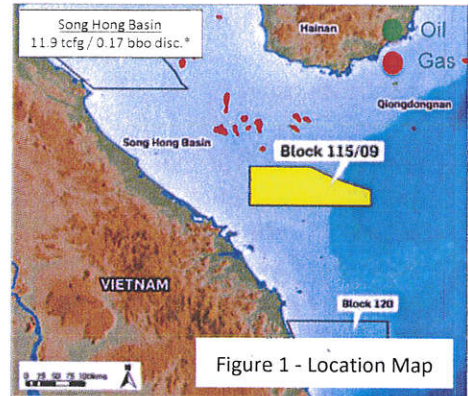 Song Hong Basin
11.9 tcfg / 0.17 bbo disc.*
Hainan
Oil
Gas
Qiongdongnan
Song Hong Basin
Block 115/09
VIETNAM
Block 120
Figure 1 - Location Map